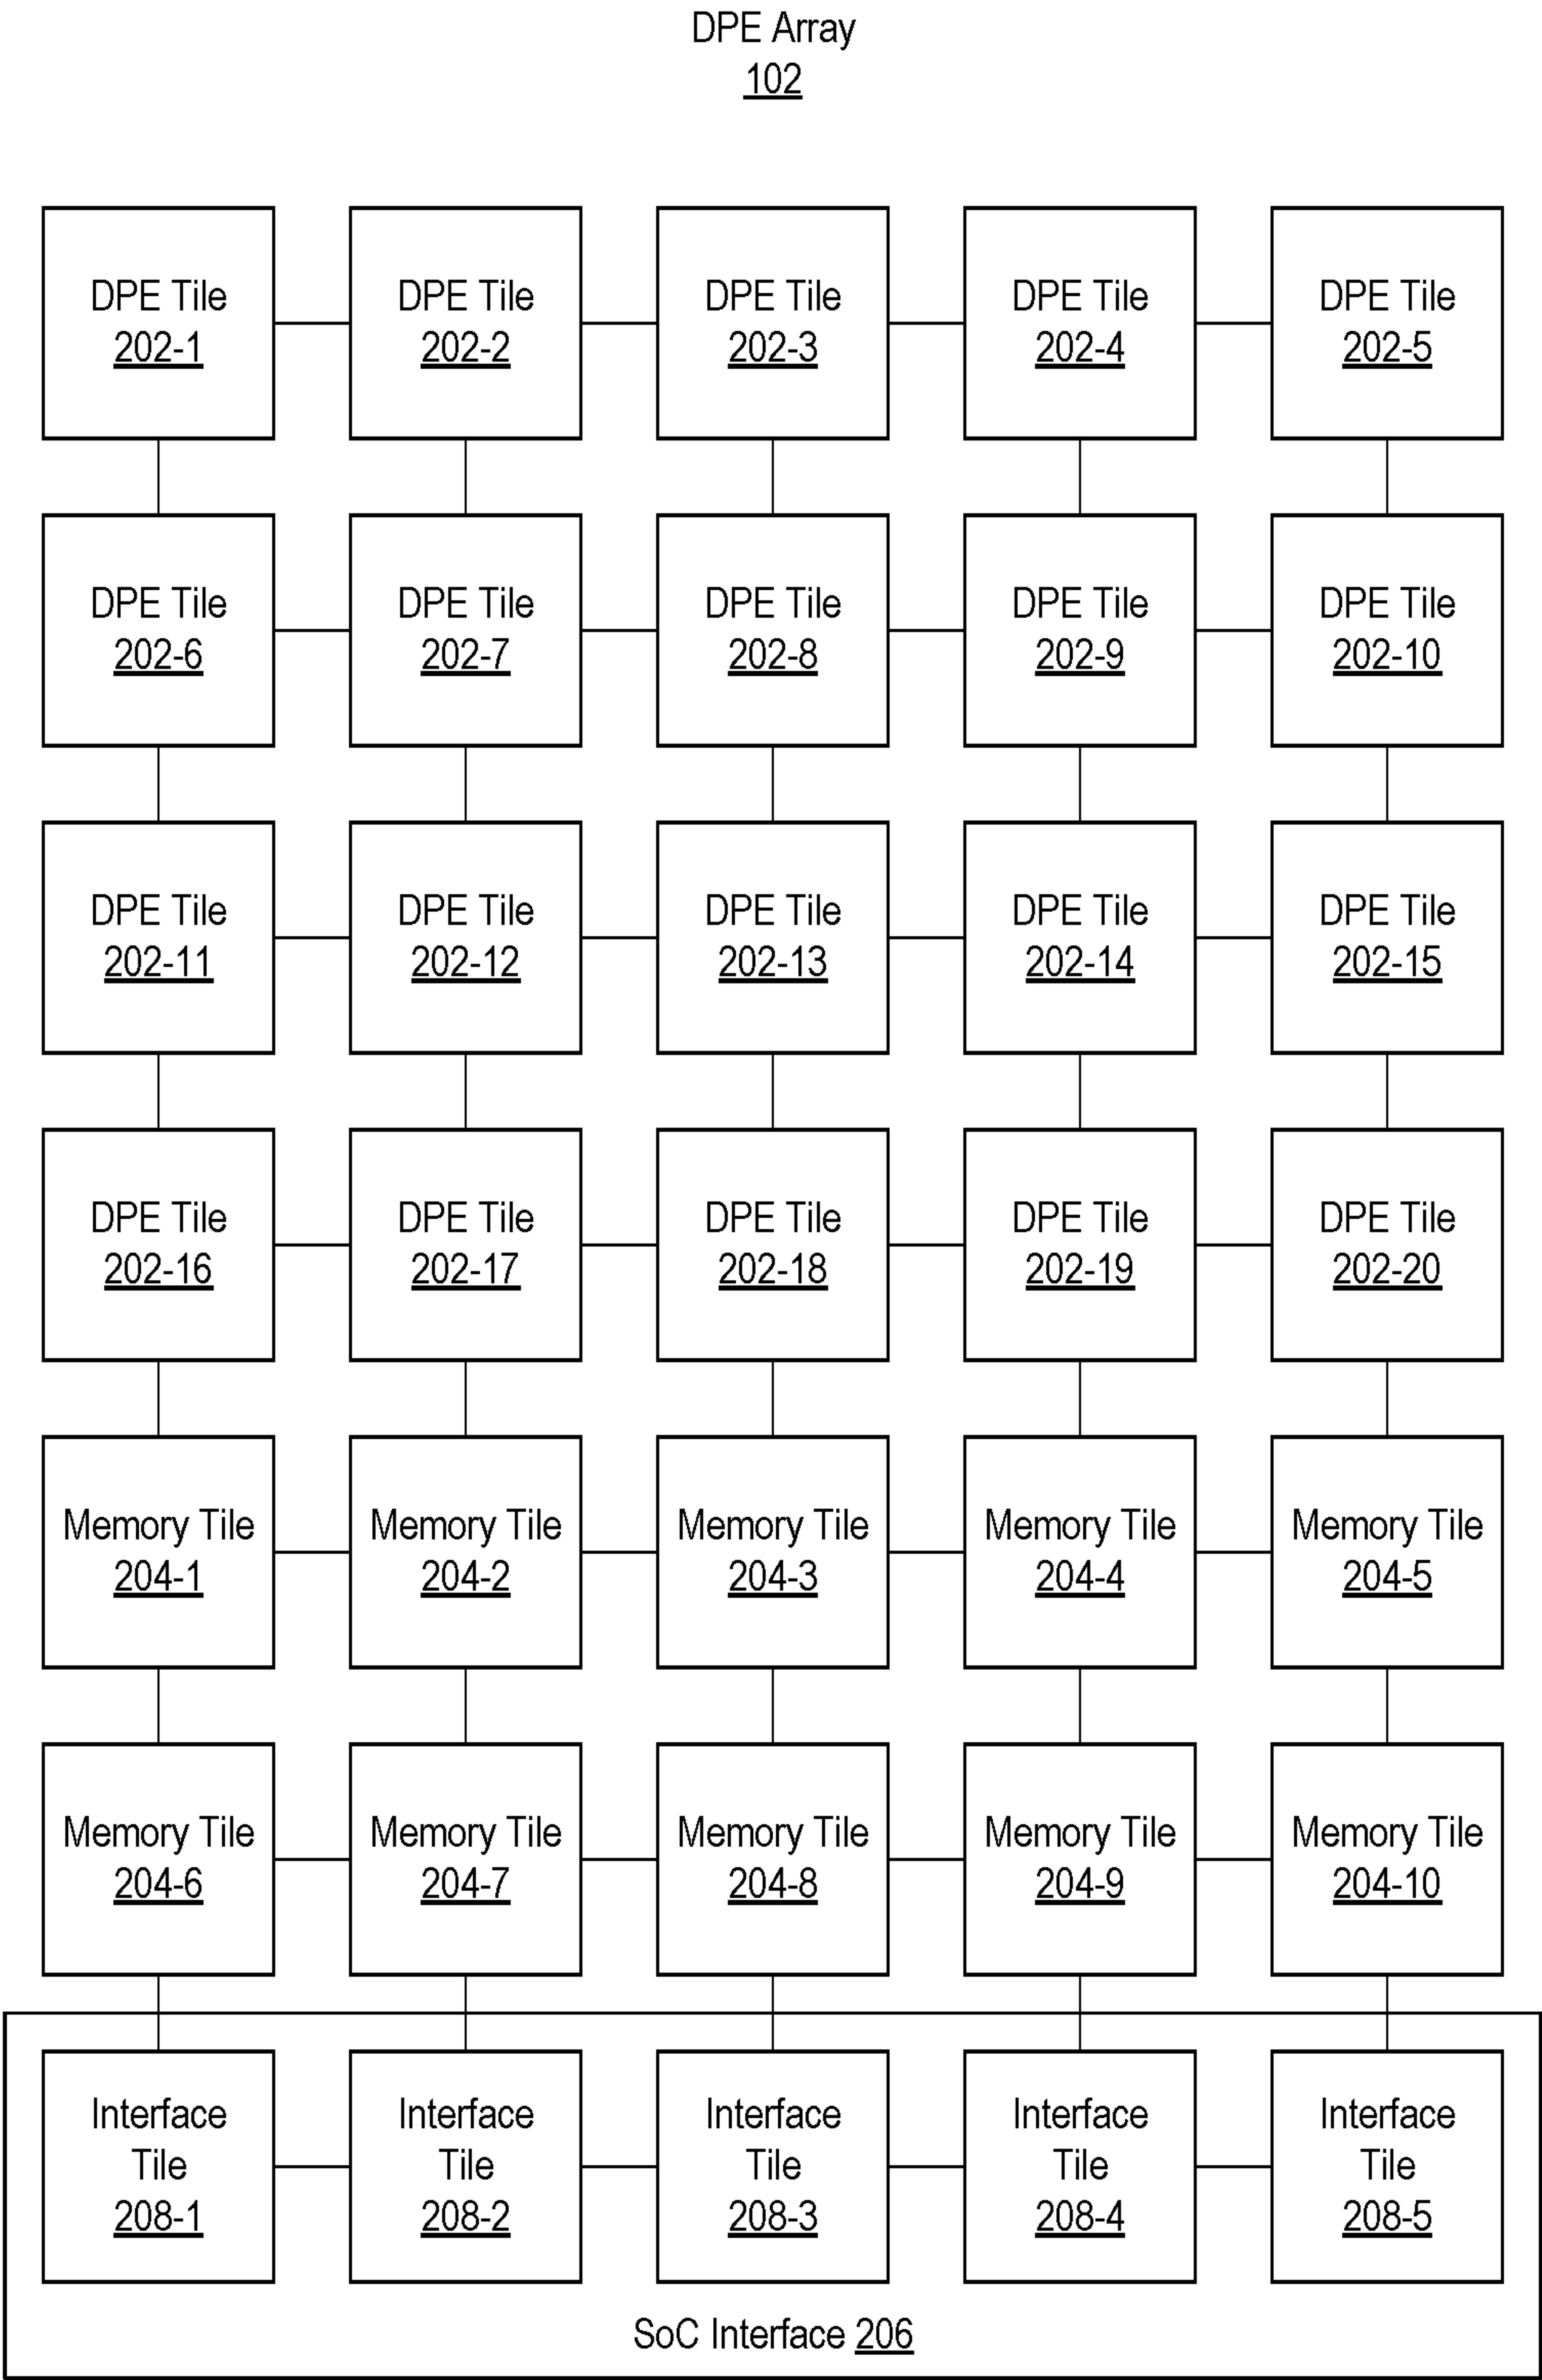 DPE Array
102
DPE Tile
202-1
DPE Tile
202-2
DPE Tile
202-3
DPE Tile
202-4
DPE Tile
202-5
DPE Tile
202-6
DPE Tile
202-7
DPE Tile
202-8
DPE Tile
202-9
DPE Tile
202-10
DPE Tile
202-11
DPE Tile
202-12
DPE Tile
202-13
DPE Tile
202-14
DPE Tile
202-15
DPE Tile
202-16
DPE Tile
202-17
DPE Tile
202-18
DPE Tile
202-19
DPE Tile
202-20
Memory Tile
204-1
Memory Tile
204-2
Memory Tile
204-3
Memory Tile
204-4
Memory Tile
204-5
Memory Tile
204-6
Memory Tile
204-7
Memory Tile
204-8
Memory Tile
204-9
Memory Tile
204-10
Interface
Tile
208-1
Interface
Tile
208-2
Interface
Tile
208-3
Interface
Tile
208-4
Interface
Tile
208-5
SoC Interface 206